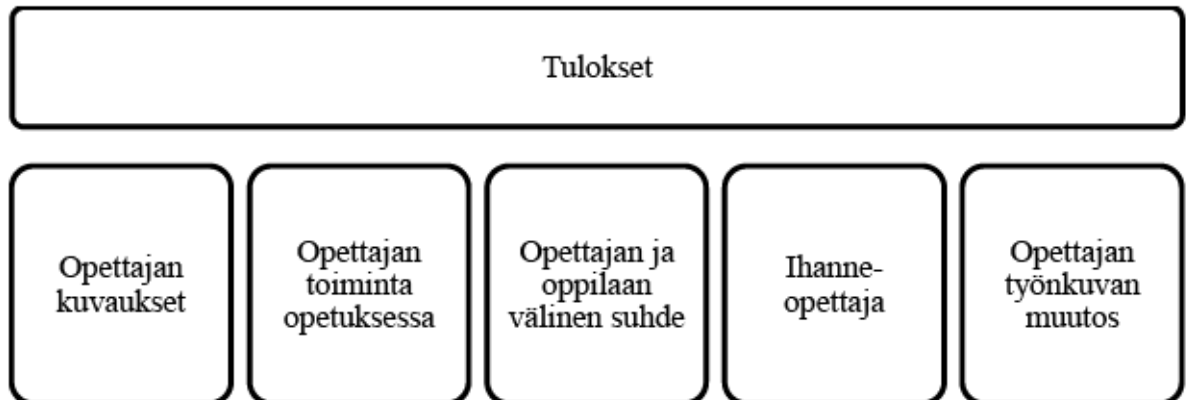 Tulokset
Opettajan
kuvaukset
Opettajan
toiminta
opetuksessa
Opettajan ja
oppilaan
välinen suhde
Ihanne-
opettaja
Opettajan
työnkuvan
muutos